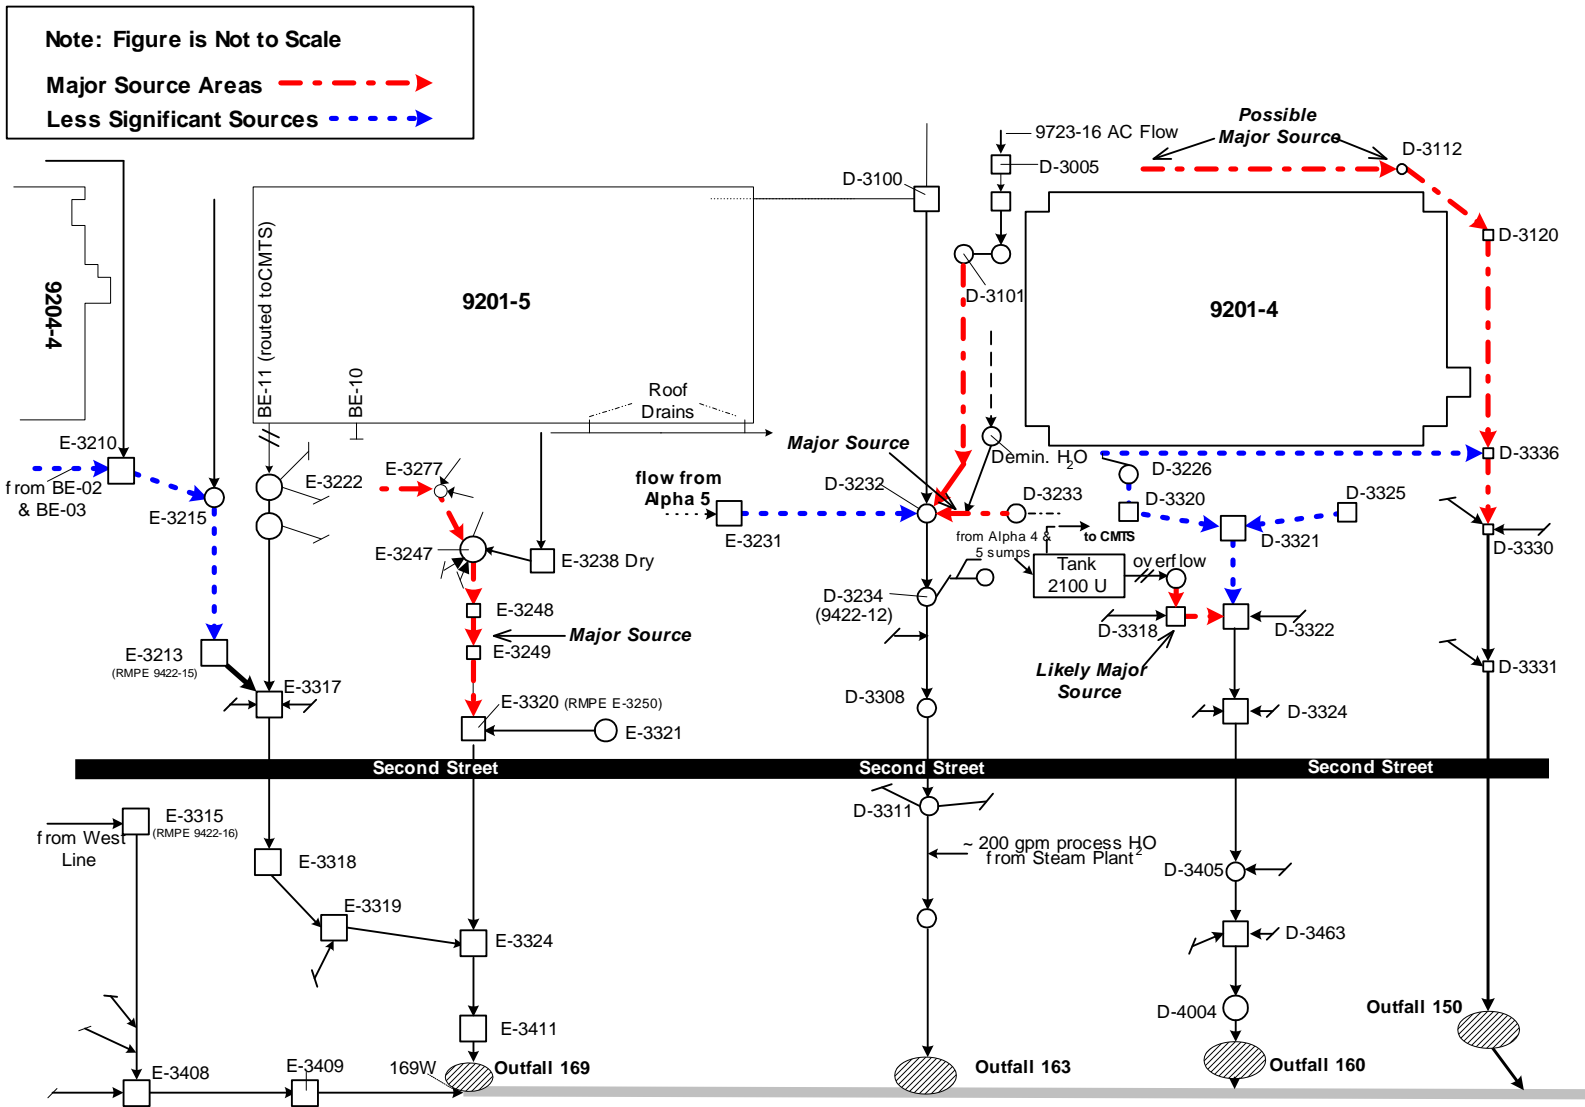 Note: Figure is Not to Scale
Major Source Areas
Less Significant Sources
9723-16 AC Flow
D-3005
Possible
Major Source
D-3112
D-3100
D-3120
9204-4
BE-11 (routed toCMTS)
BE-10
9201-5
Roof
Drains
D-3101
9201-4
E-3210
from BE-02
& BE-03
E-3215
E-3222
E-3277
flow from
Alpha 5
Major Source
Demin. H2O
D-3232
D-3233
D-3226
D-3336
D-3320
D-3325
E-3247
E-3238 Dry
E-3231
from Alpha 4 &
5 sumps
to CMTS
D-3321
D-3330
Tank
2100 U
overflow
E-3248
Major Source
E-3249
D-3234
(9422-12)
D-3318
D-3322
E-3213
(RMPE 9422-15)
Likely Major
Source
D-3331
E-3317
E-3320 (RMPE E-3250)
E-3321
D-3308
D-3324
Second Street
Second Street
Second Street
E-3315
(RMPE 9422-16)
from West
Line
D-3311
~ 200 gpm process HO
from Steam Plant2
E-3318
D-3405
E-3319
E-3324
D-3463
E-3411
D-4004
Outfall 150
E-3408
E-3409
169W
Outfall 169
Outfall 163
Outfall 160